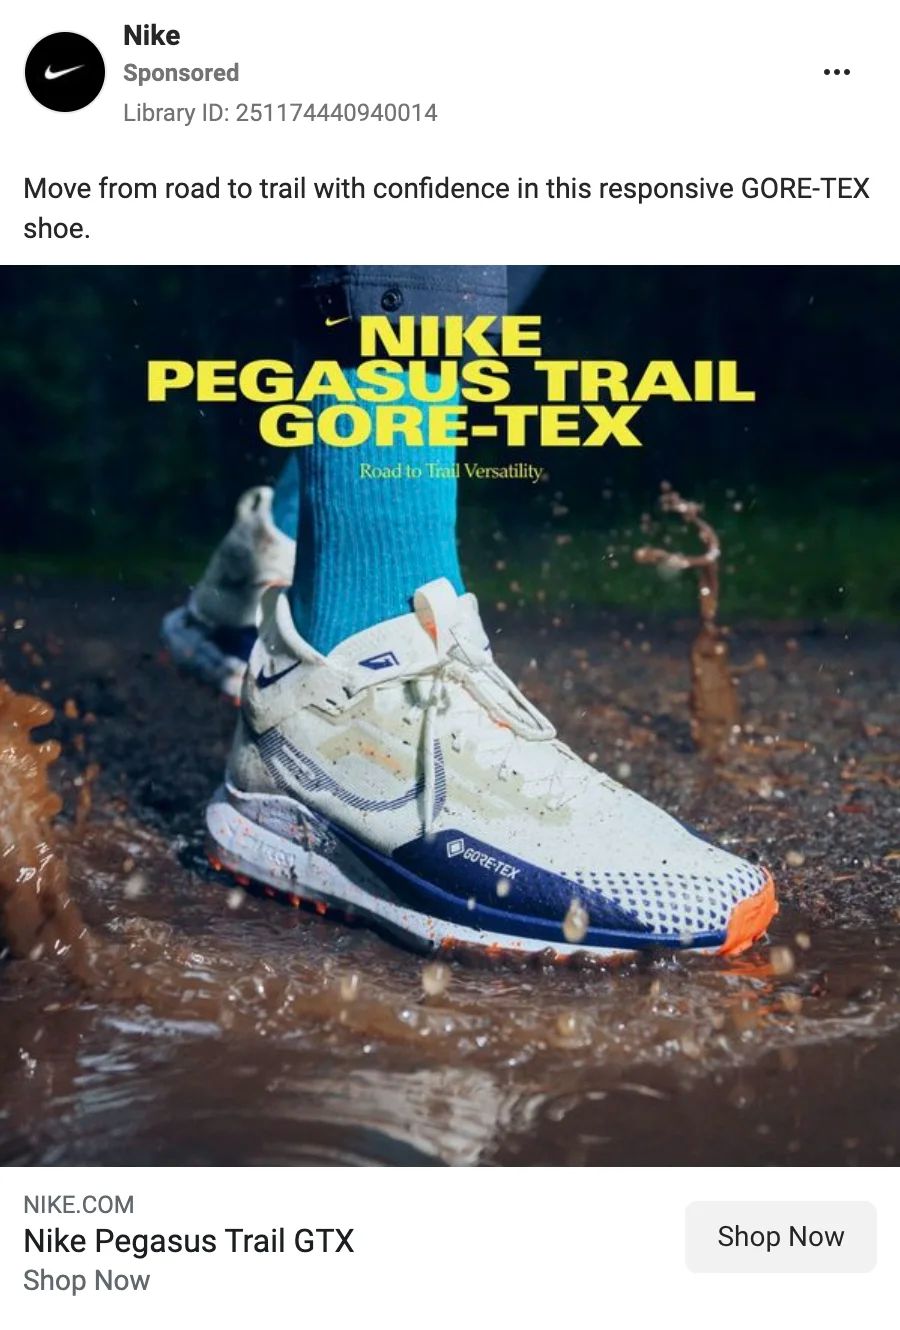 Nike
Sponsored
Library ID: 251174440940014
Move from road to trail with confidence in this responsive GORE-TEX
shoe.
NIKE
PEGASUS TRAIL
GORE-TEX
Road to Trail Versatility
GORE-TEX
NIKE.COM
Nike Pegasus Trail GTX
Shop Now
Shop Now